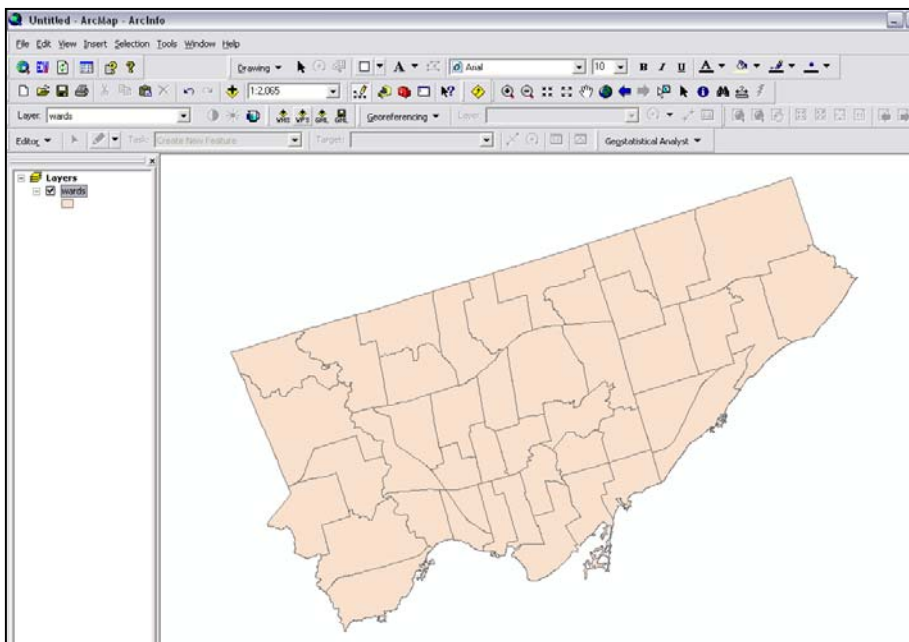 Untitled - ArcMap - ArcInfo
File Edit View Insert Selection Tools Window Help
Drawing A Arial 10 B I U A
1:2,065
Layer: wards Georeferencing Layer:
Editor Task: Create New Feature Target: Geostatistical Analyst
Layers
wards